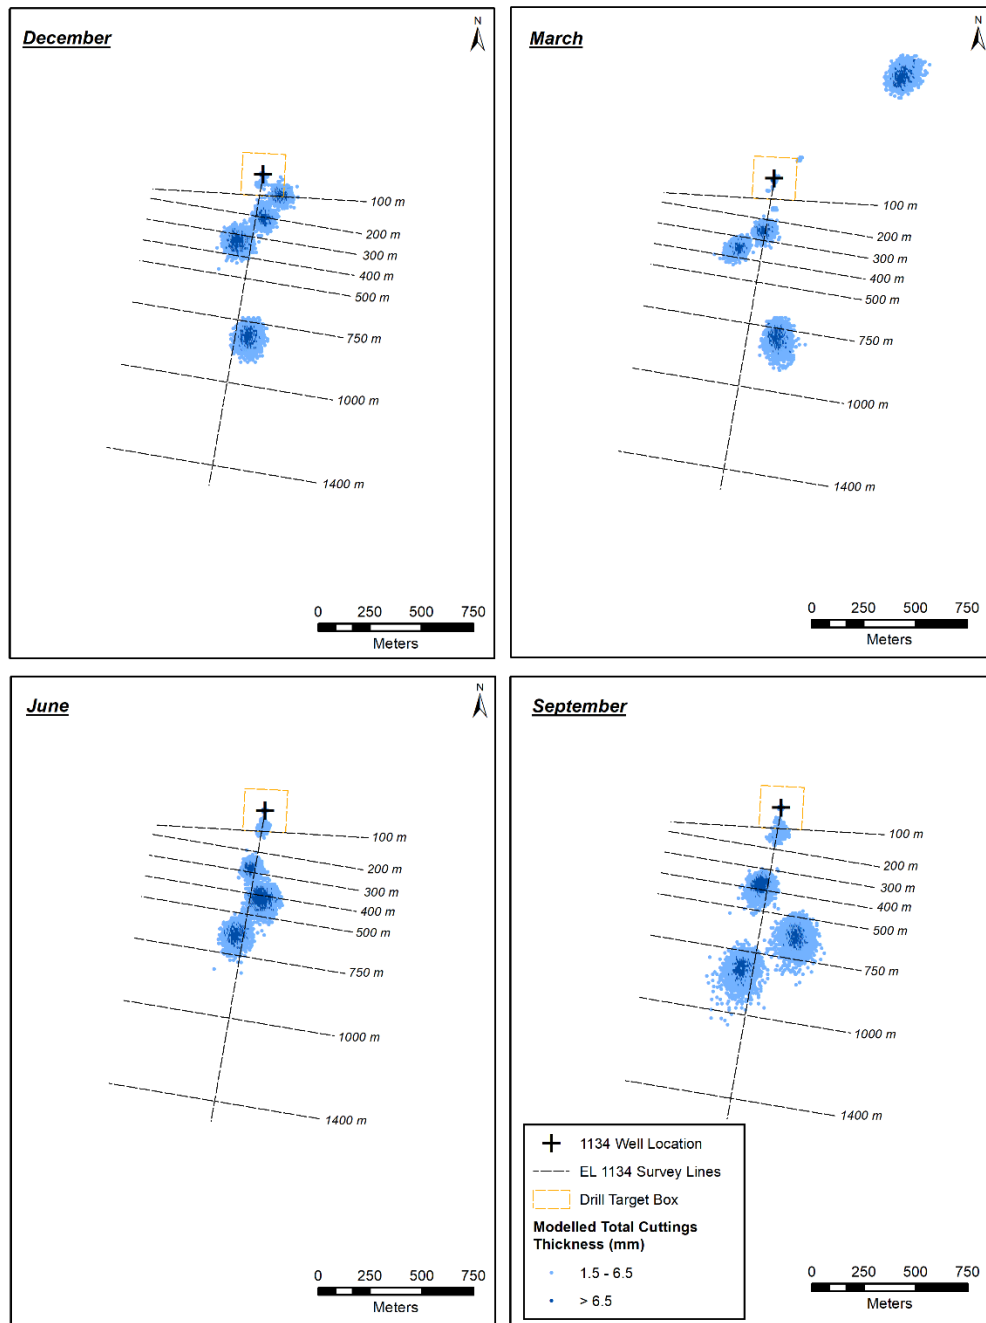 December
N
100 m
200 m
300 m
400 m
500 m
750 m
1000 m
1400 m
0 250 500 750
Meters
March
N
100 m
200 m
300 m
400 m
500 m
750 m
1000 m
1400 m
0 250 500 750
Meters
June
N
100 m
200 m
300 m
400 m
500 m
750 m
1000 m
1400 m
0 250 500 750
Meters
September
100 m
200 m
300 m
400 m
500 m
750 m
1000 m
1400 m
1134 Well Location
EL 1134 Survey Lines
Drill Target Box
Modelled Total Cuttings
Thickness (mm)
1.5 - 6.5
> 6.5
0 250 500 750
Meters